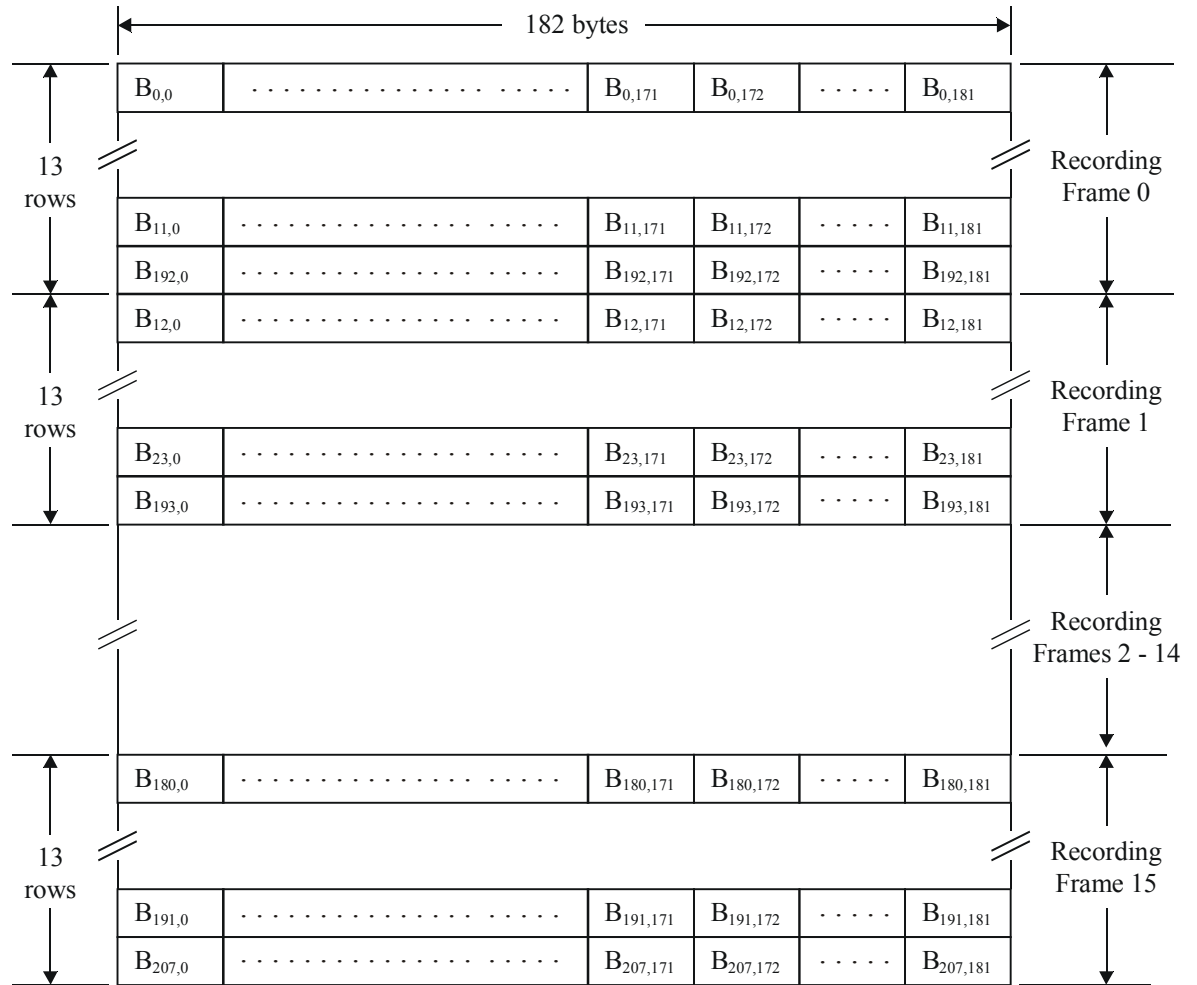 182 bytes
B0,0 . . . . . . . . . . . . . . . . . . . . B0,171 B0,172 . . . . . B0,181
13
rows
Recording
Frame 0
B11,0 . . . . . . . . . . . . . . . . . . . . B11,171 B11,172 . . . . . B11,181
B192,0 . . . . . . . . . . . . . . . . . . . . B192,171 B192,172 . . . . . B192,181
B12,0 . . . . . . . . . . . . . . . . . . . . B12,171 B12,172 . . . . . B12,181
13
rows
Recording
Frame 1
B23,0 . . . . . . . . . . . . . . . . . . . . B23,171 B23,172 . . . . . B23,181
B193,0 . . . . . . . . . . . . . . . . . . . . B193,171 B193,172 . . . . . B193,181
Recording
Frames 2 - 14
B180,0 . . . . . . . . . . . . . . . . . . . . B180,171 B180,172 . . . . . B180,181
13
rows
Recording
Frame 15
B191,0 . . . . . . . . . . . . . . . . . . . . B191,171 B191,172 . . . . . B191,181
B207,0 . . . . . . . . . . . . . . . . . . . . B207,171 B207,172 . . . . . B207,181